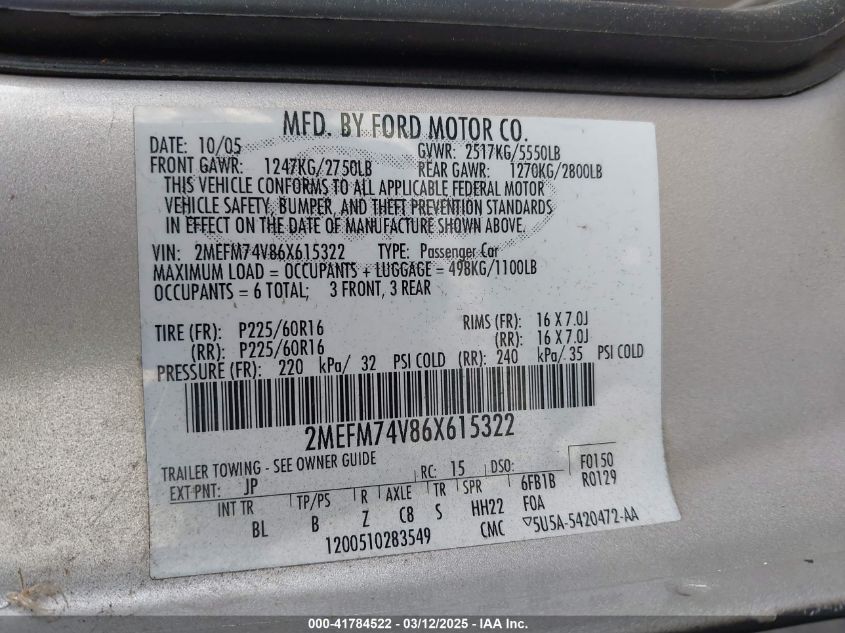 MFD. BY FORD MOTOR CO.
DATE: 10/05 GVWR: 2517KG/5550LB
FRONT GAWR: 1247KG/2750LB REAR GAWR: 1270KG/2800LB
THIS VEHICLE CONFORMS TO ALL APPLICABLE FEDERAL MOTOR
VEHICLE SAFETY, BUMPER, AND THEFT PREVENTION STANDARDS
IN EFFECT ON THE DATE OF MANUFACTURE SHOWN ABOVE.
VIN: 2MEFM74V86X615322 TYPE: Passenger Car
MAXIMUM LOAD = OCCUPANTS + LUGGAGE = 498KG/1100LB
OCCUPANTS = 6 TOTAL; 3 FRONT, 3 REAR
TIRE (FR): P225/60R16 RIMS (FR): 16 X 7.0J
(RR): P225/60R16 (RR): 16 X 7.0J
PRESSURE (FR): 220 kPa/ 32 PSI COLD (RR): 240 kPa/ 35 PSI COLD
2MEFM74V86X615322
TRAILER TOWING - SEE OWNER GUIDE
EXT PNT: JP RC: 15 DSO: F0150
INT TR TP/PS R AXLE TR SPR 6FB1B R0129
BL B Z C8 S HH22 FOA
1200510283549 CMC ▽5U5A-5420472-AA
000-41784522 - 03/12/2025 - IAA Inc.